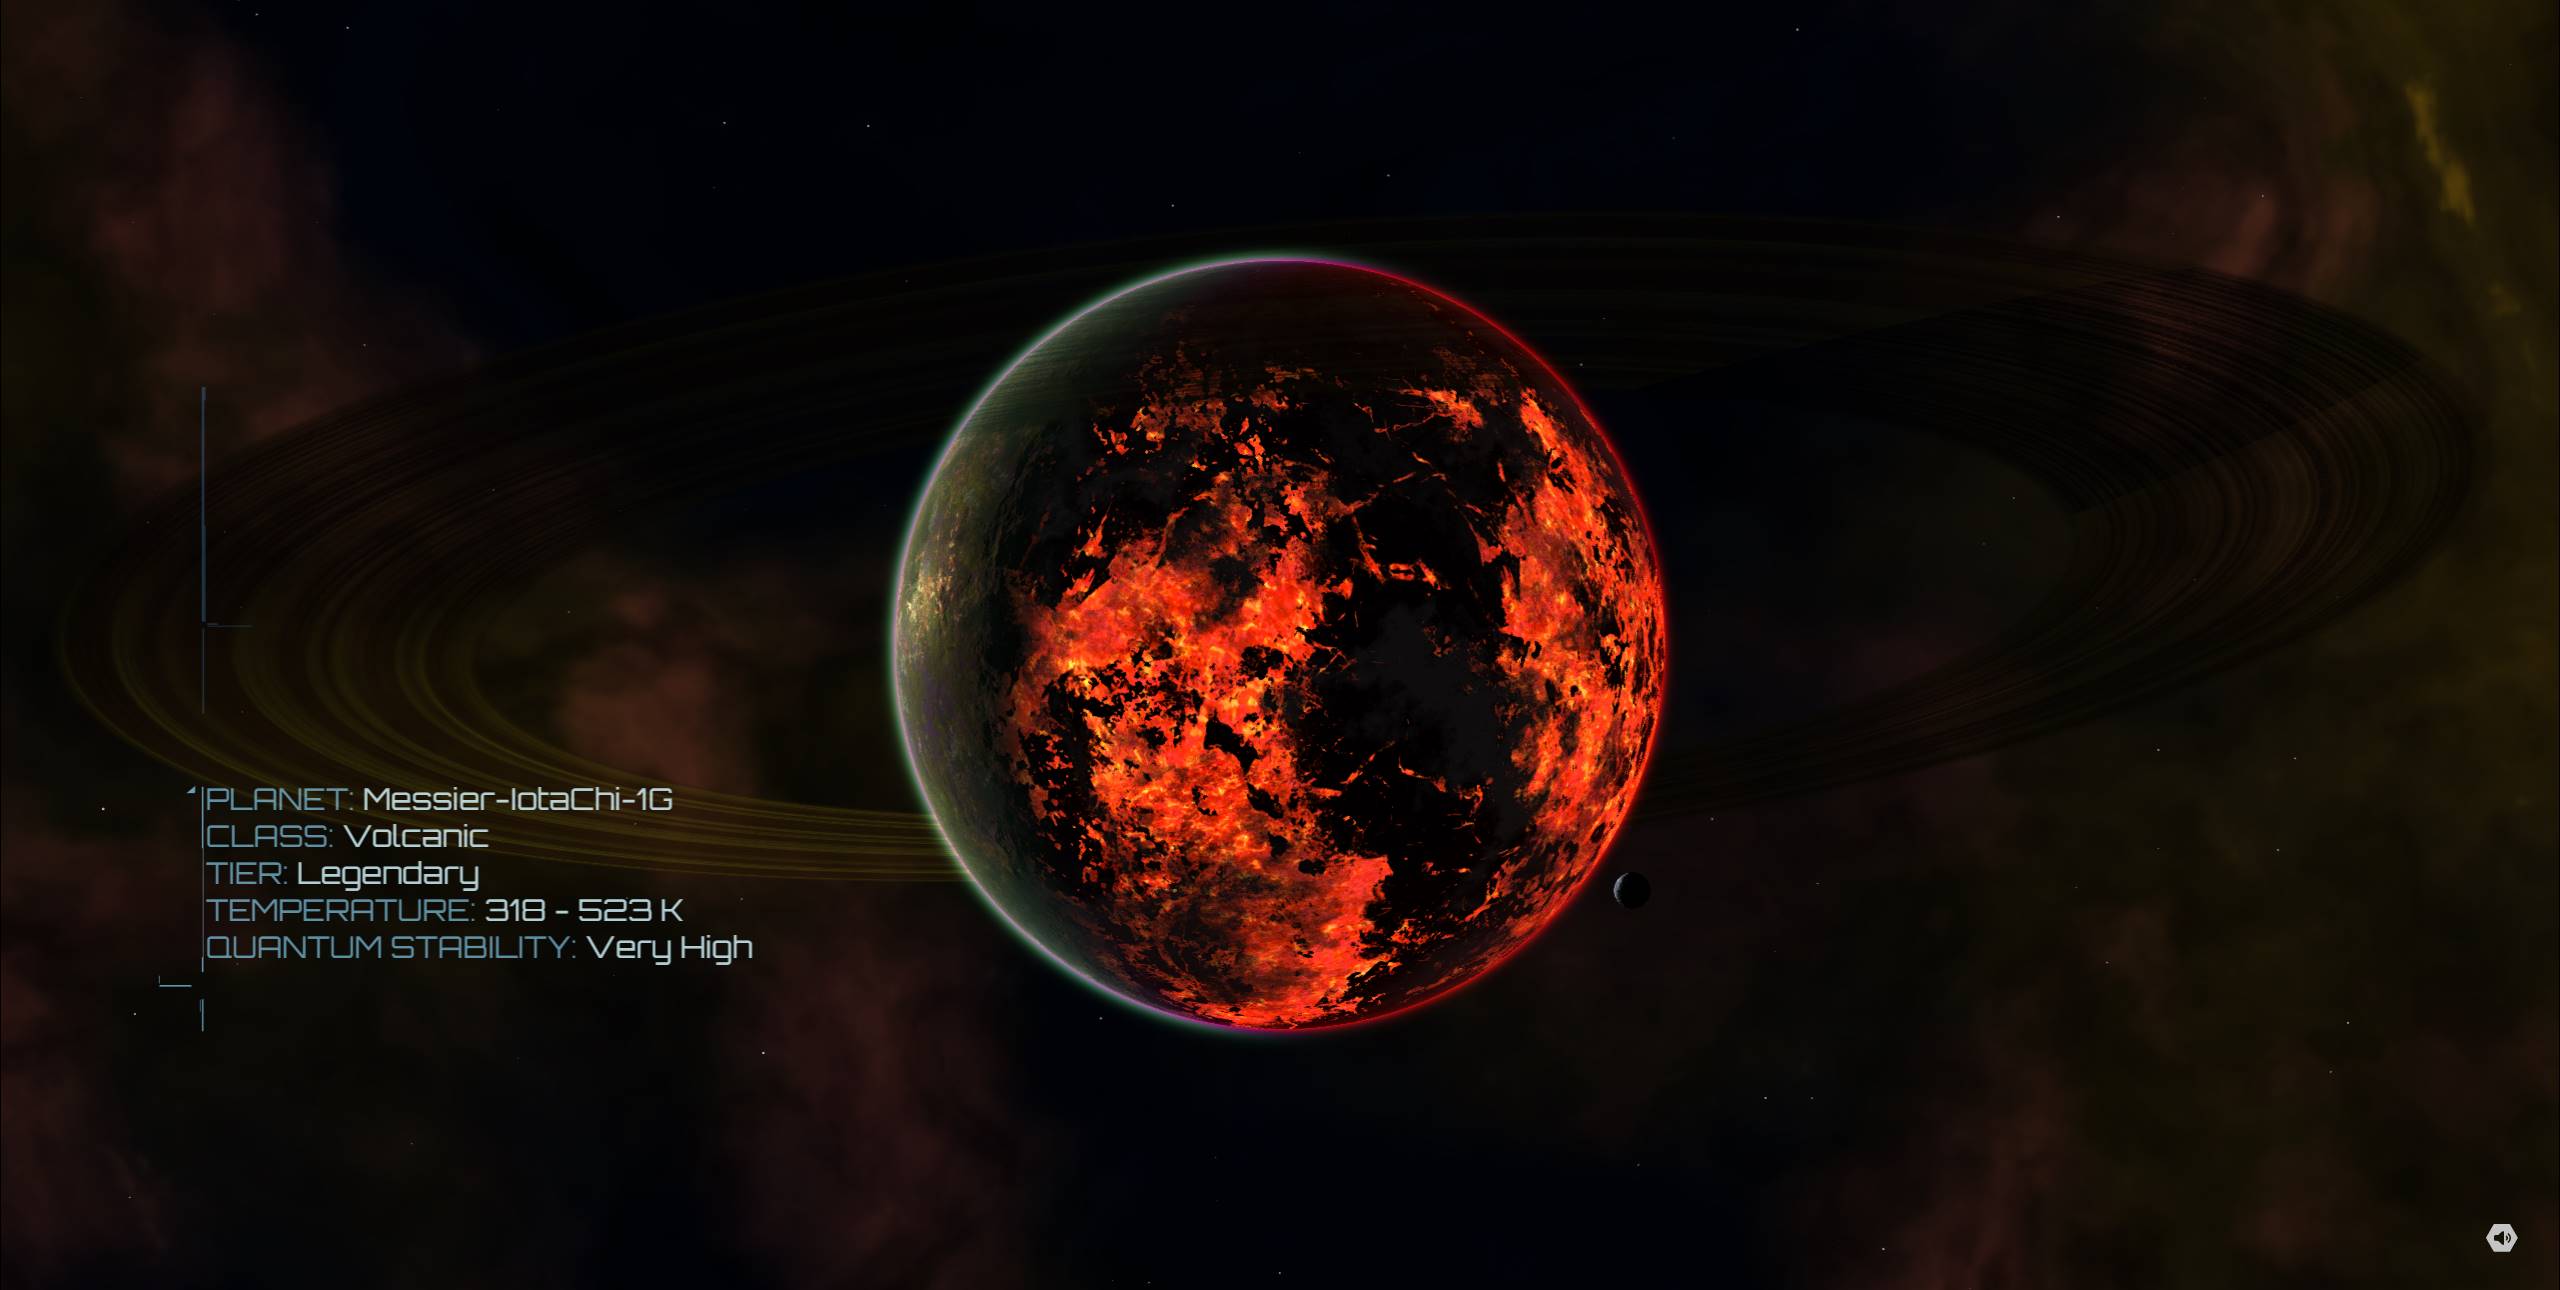 PLANET: Messier-IotaChi-1G
CLASS: Volcanic
TIER: Legendary
TEMPERATURE: 318 - 523 K
QUANTUM STABILITY: Very High